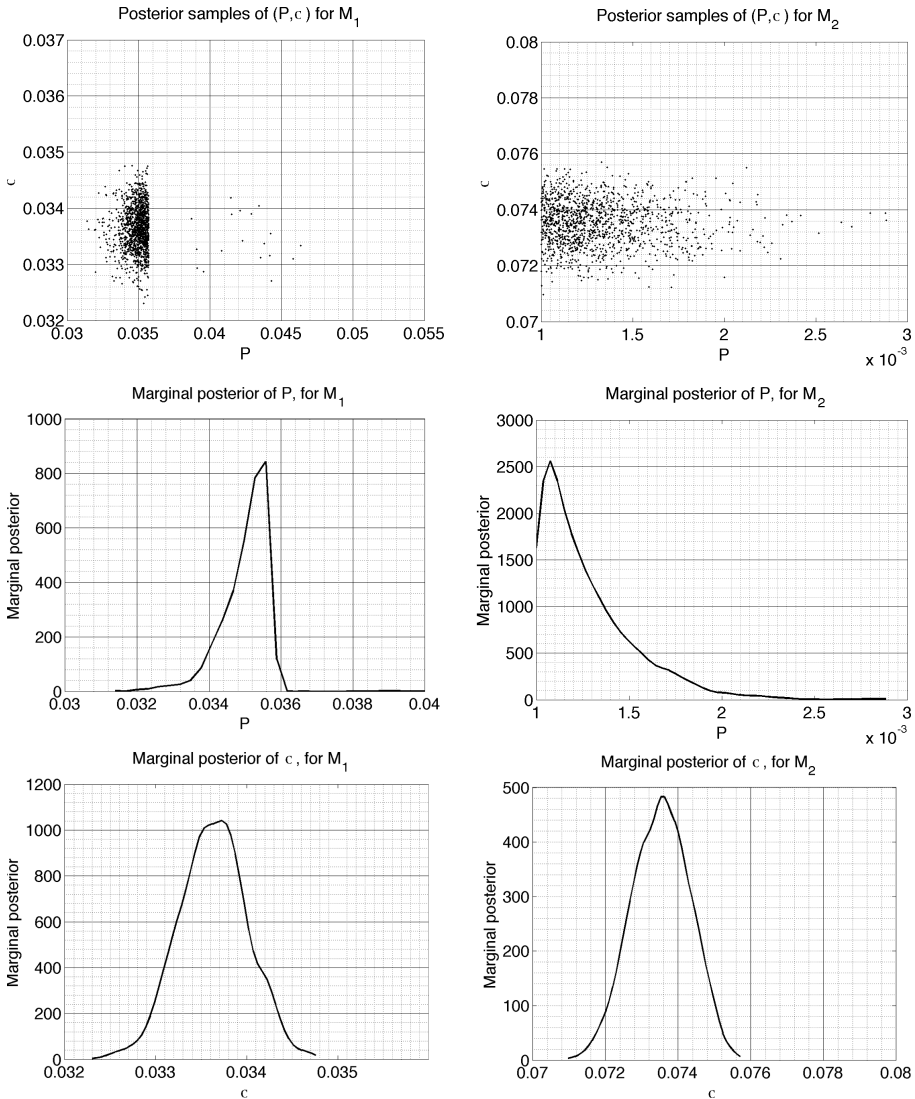 Posterior samples of (P,c) for M1
0.037
0.036
0.035
0.034
0.033
0.032
c
0.03 0.035 0.04 0.045 0.05 0.055
P
Posterior samples of (P,c) for M2
0.08
0.078
0.076
0.074
0.072
0.07
c
1 1.5 2 2.5 3
P
x 10-3
Marginal posterior of P, for M1
1000
800
600
400
200
0
Marginal posterior
0.03 0.032 0.034 0.036 0.038 0.04
P
Marginal posterior of P, for M2
3000
2500
2000
1500
1000
500
0
Marginal posterior
1 1.5 2 2.5 3
P
x 10-3
Marginal posterior of c, for M1
1200
1000
800
600
400
200
0
Marginal posterior
0.032 0.033 0.034 0.035
c
Marginal posterior of c, for M2
500
400
300
200
100
0
Marginal posterior
0.07 0.072 0.074 0.076 0.078 0.08
c